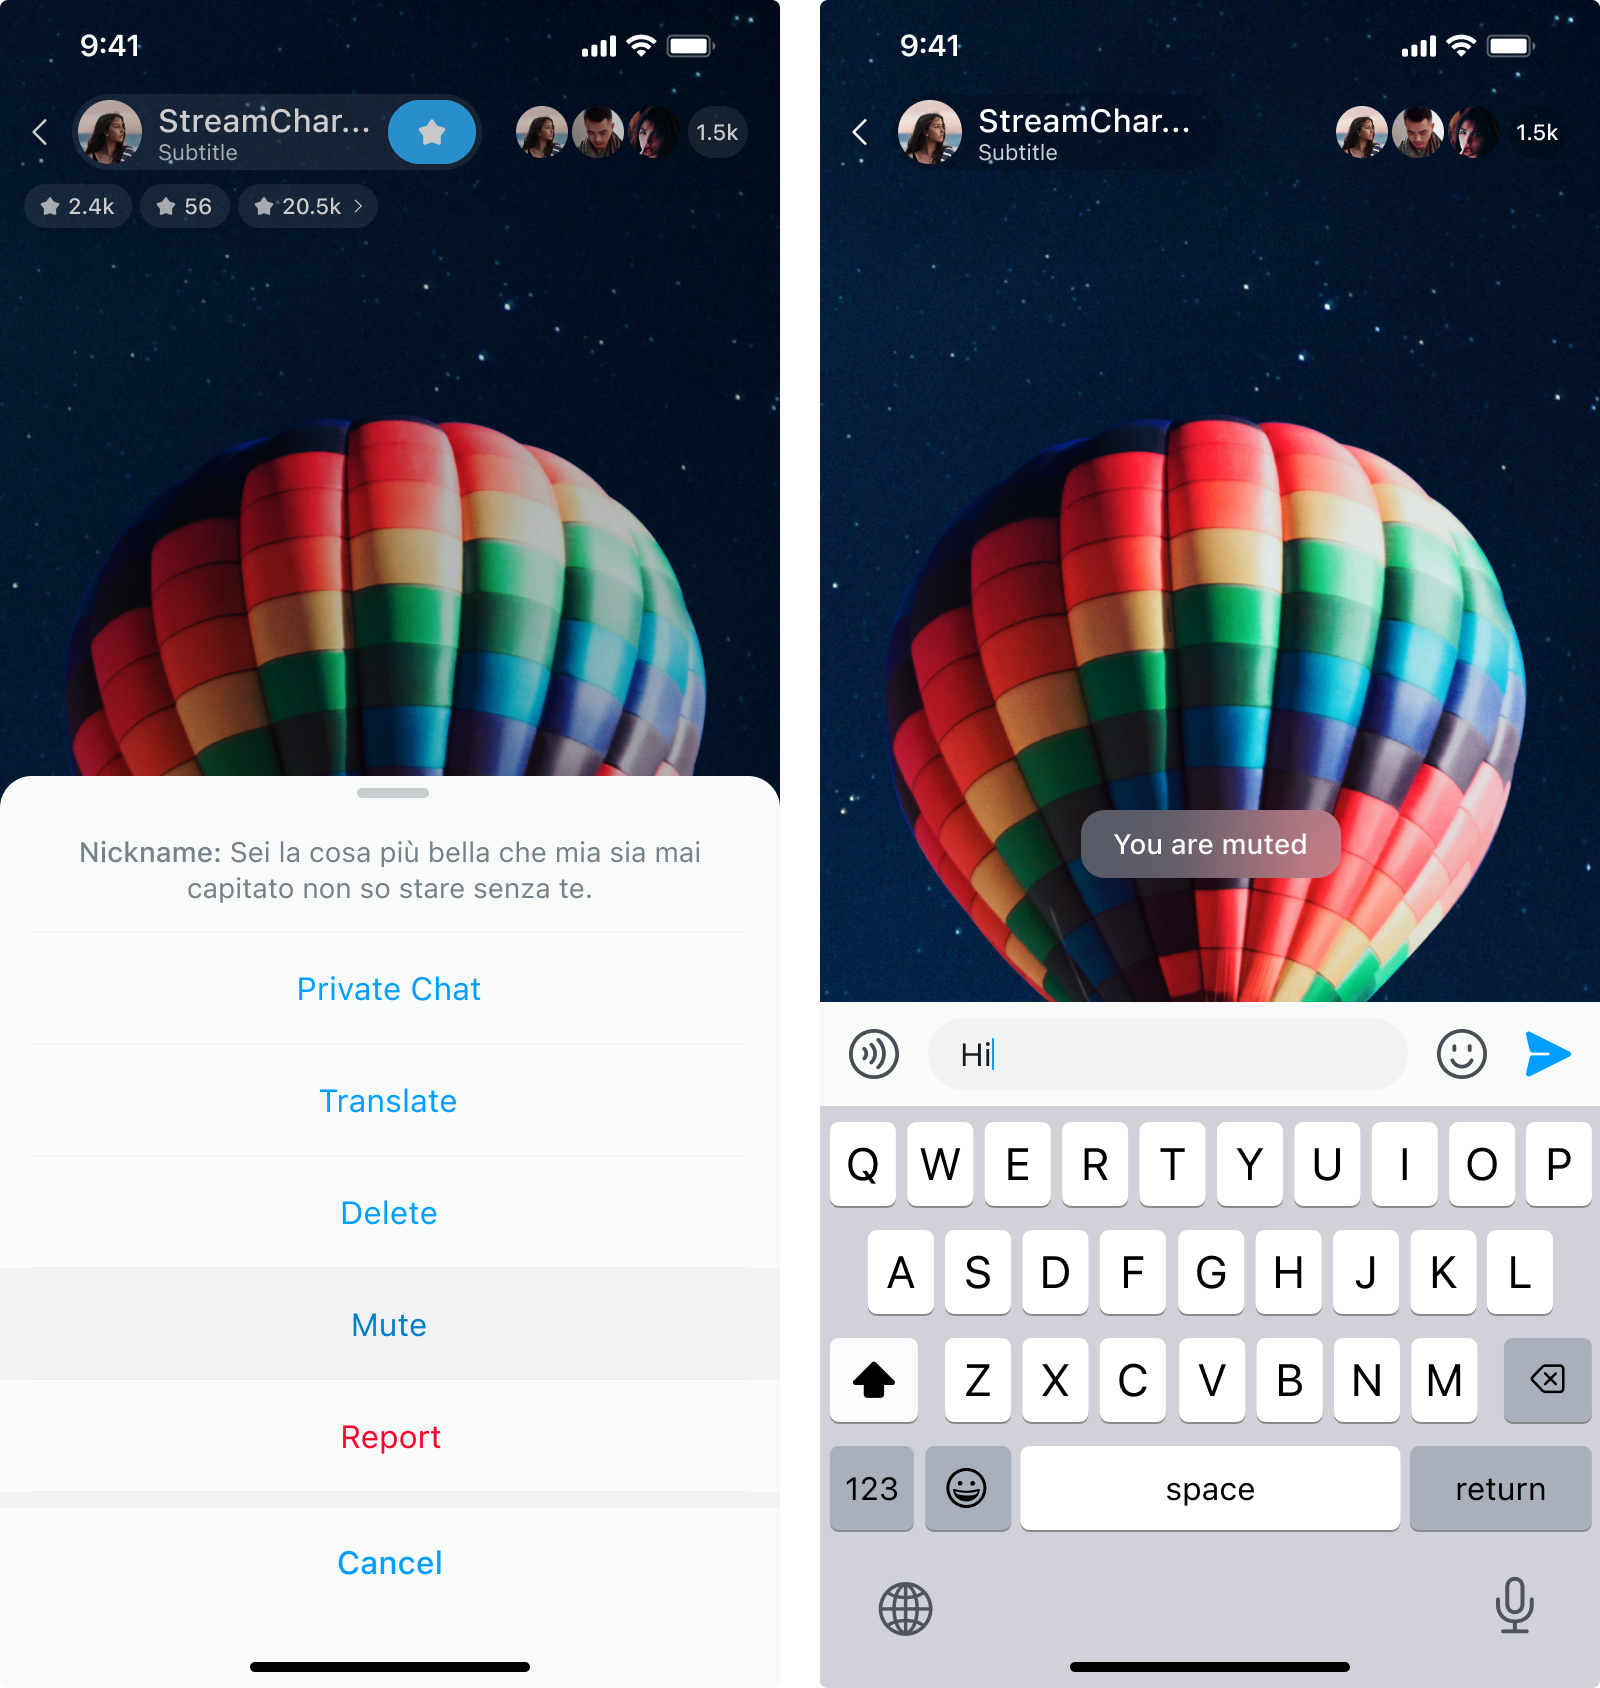 9:41
StreamChar...
Subtitle
1.5k
2.4k
56
20.5k
Nickname: Sei la cosa più bella che mia sia mai
capitato non so stare senza te.
Private Chat
Translate
Delete
Mute
Report
Cancel
9:41
StreamChar...
Subtitle
1.5k
You are muted
Hi
Q W E R T Y U I O P
A S D F G H J K L
Z X C V B N M
123 space return